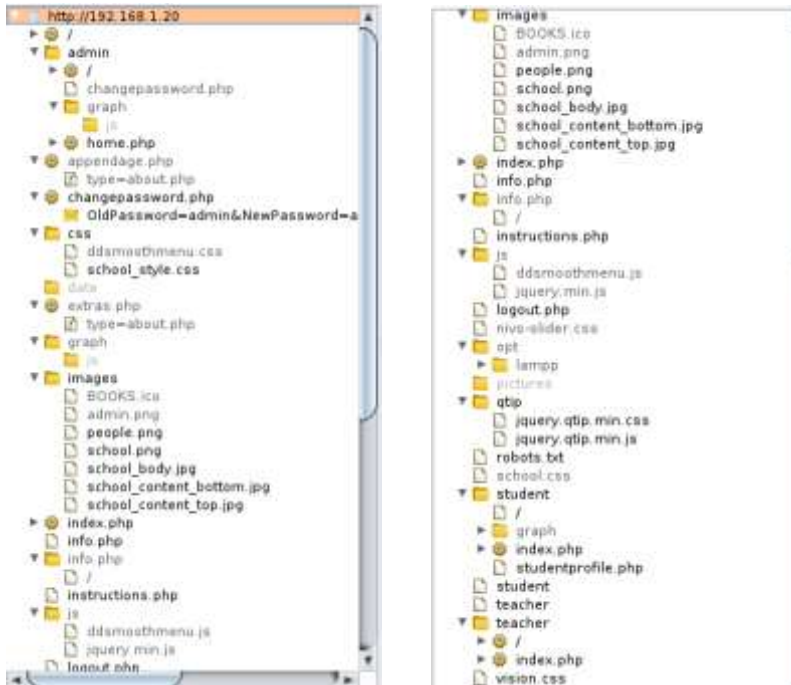 http://192.168.1.20
/
admin
/
changepassword.php
graph
js
home.php
appendage.php
type=about.php
changepassword.php
OldPassword=admin&NewPassword=a
css
ddsmoothmenu.css
school_style.css
data
extras.php
type=about.php
graph
js
images
BOOKS.ico
admin.png
people.png
school.png
school_body.jpg
school_content_bottom.jpg
school_content_top.jpg
index.php
info.php
info.php
/
instructions.php
js
ddsmoothmenu.js
jquery.min.js
logout.php
images
BOOKS.ico
admin.png
people.png
school.png
school_body.jpg
school_content_bottom.jpg
school_content_top.jpg
index.php
info.php
info.php
/
instructions.php
js
ddsmoothmenu.js
jquery.min.js
logout.php
nivo-slider.css
opt
lampp
pictures
qtip
jquery.qtip.min.css
jquery.qtip.min.js
robots.txt
school.css
student
/
graph
index.php
studentprofile.php
student
teacher
teacher
/
index.php
vision.css